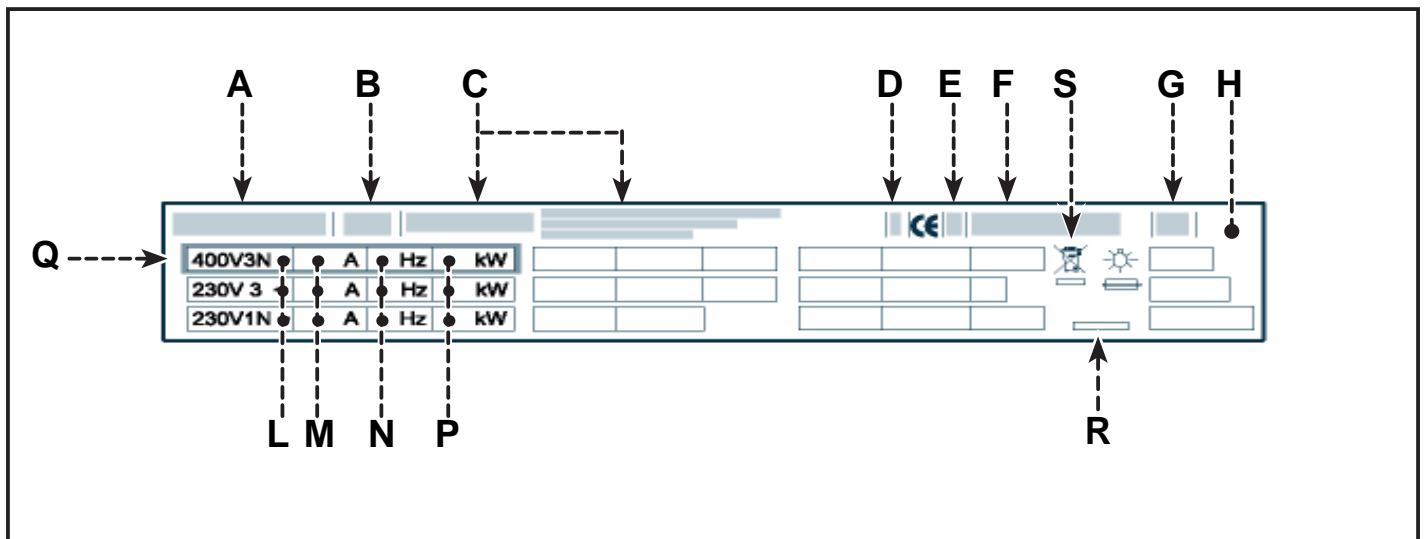 A B C D E F S G H
CE
Q
400V3N A Hz kW
230V 3 A Hz kW
230V1N A Hz kW
L M N P R